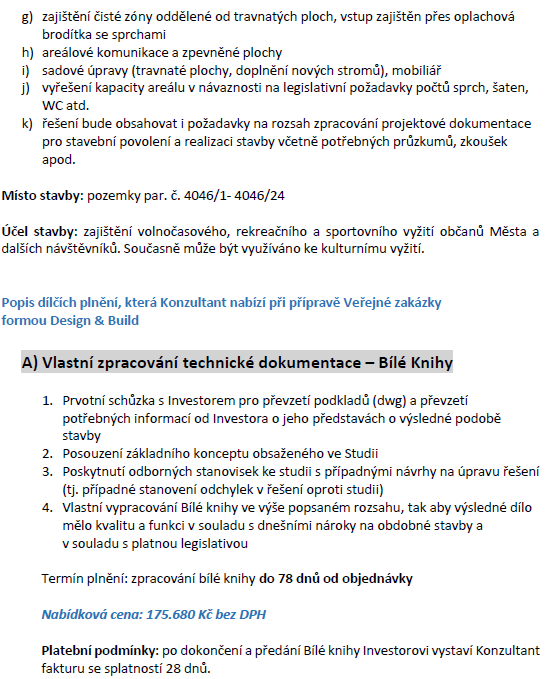 g) zajištění čisté zóny oddělené od travnatých ploch, vstup zajištěn přes oplachová
brodítka se sprchami
h) areálové komunikace a zpevněné plochy
i) sadové úpravy (travnaté plochy, doplnění nových stromů), mobiliář
j) vyřešení kapacity areálu v návaznosti na legislativní požadavky počtů sprch, šaten,
WC atd.
k) řešení bude obsahovat i požadavky na rozsah zpracování projektové dokumentace
pro stavební povolení a realizaci stavby včetně potřebných průzkumů, zkoušek
apod.
Místo stavby: pozemky par. č. 4046/1- 4046/24
Účel stavby: zajištění volnočasového, rekreačního a sportovního vyžití občanů Města a
dalších návštěvníků. Současně může být využíváno ke kulturnímu vyžití.
Popis dílčích plnění, která Konzultant nabízí při přípravě Veřejné zakázky
formou Design & Build
A) Vlastní zpracování technické dokumentace – Bílé Knihy
1. Prvotní schůzka s Investorem pro převzetí podkladů (dwg) a převzetí
potřebných informací od Investora o jeho představách o výsledné podobě
stavby
2. Posouzení základního konceptu obsaženého ve Studii
3. Poskytnutí odborných stanovisek ke studii s případnými návrhy na úpravu řešení
(tj. případné stanovení odchylek v řešení oproti studii)
4. Vlastní vypracování Bílé knihy ve výše popsaném rozsahu, tak aby výsledné dílo
mělo kvalitu a funkci v souladu s dnešními nároky na obdobné stavby a
v souladu s platnou legislativou
Termín plnění: zpracování bílé knihy do 78 dnů od objednávky
Nabídková cena: 175.680 Kč bez DPH
Platební podmínky: po dokončení a předání Bílé knihy Investorovi vystaví Konzultant
fakturu se splatností 28 dnů.